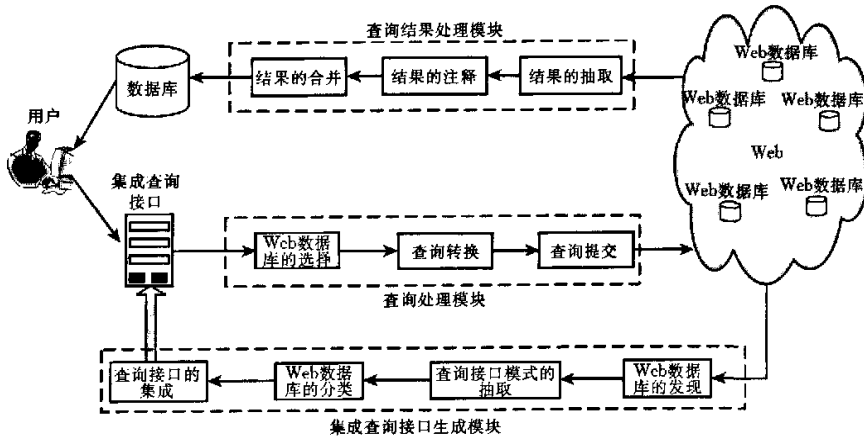 查询结果处理模块
Web数据库
数据库
结果的合并
结果的注释
结果的抽取
Web数据库
Web数据库
用户
Web
集成查询
接口
Web数据库
Web数据库
Web数据
库的选择
查询转换
查询提交
查询处理模块
查询接口的
集成
Web数据
库的分类
查询接口模式的
抽取
Web数据
库的发现
集成查询接口生成模块